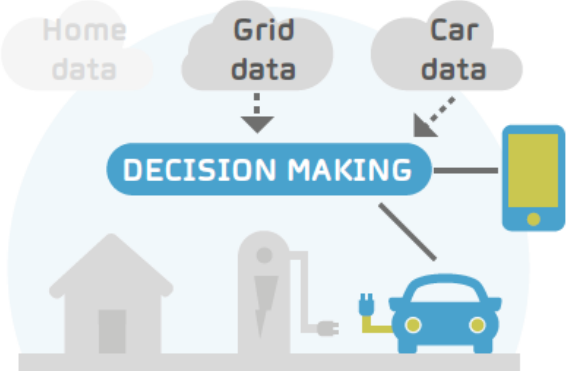 Home
data
Grid
data
Car
data
DECISION MAKING